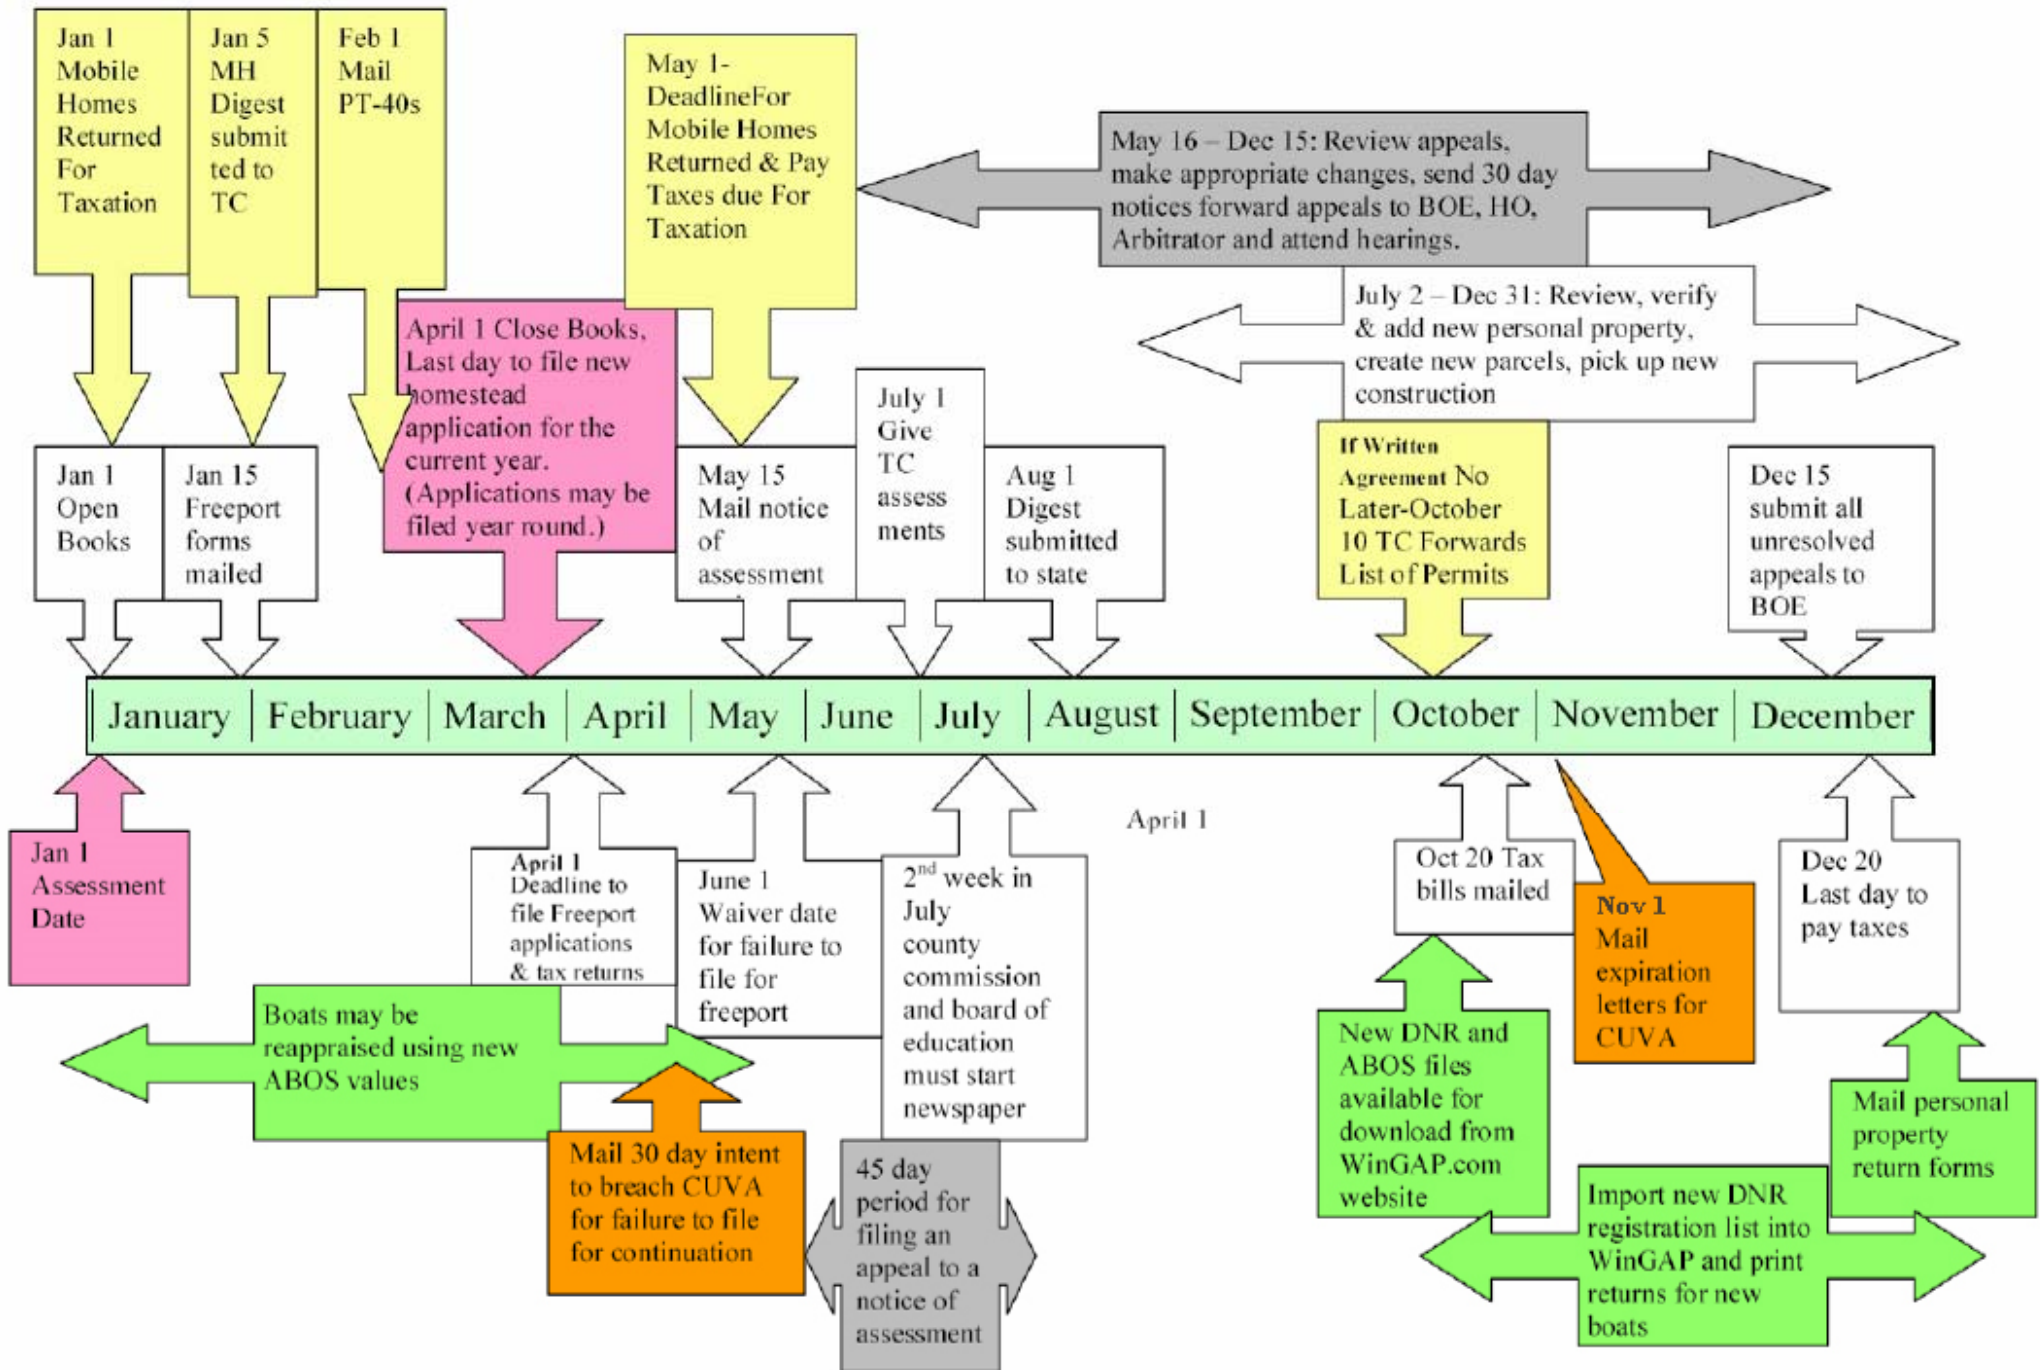 Jan 1
Mobile
Homes
Returned
For
Taxation
Jan 5
MH
Digest
submit
ted to
TC
Feb 1
Mail
PT-40s
May 1-
DeadlineFor
Mobile Homes
Returned & Pay
Taxes due For
Taxation
May 16 – Dec 15: Review appeals,
make appropriate changes, send 30 day
notices forward appeals to BOE, HO,
Arbitrator and attend hearings.
July 2 – Dec 31: Review, verify
& add new personal property,
create new parcels, pick up new
construction
April 1 Close Books,
Last day to file new
homestead
application for the
current year.
(Applications may be
filed year round.)
Jan 1
Open
Books
Jan 15
Freeport
forms
mailed
May 15
Mail notice
of
assessment
July 1
Give
TC
assess
ments
Aug 1
Digest
submitted
to state
If Written
Agreement No
Later-October
10 TC Forwards
List of Permits
Dec 15
submit all
unresolved
appeals to
BOE
January
February
March
April
May
June
July
August
September
October
November
December
Jan 1
Assessment
Date
April 1
Deadline to
file Freeport
applications
& tax returns
June 1
Waiver date
for failure to
file for
freeport
2nd week in
July
county
commission
and board of
education
must start
newspaper
April 1
Oct 20 Tax
bills mailed
Nov 1
Mail
expiration
letters for
CUVA
Dec 20
Last day to
pay taxes
Boats may be
reappraised using new
ABOS values
Mail 30 day intent
to breach CUVA
for failure to file
for continuation
45 day
period for
filing an
appeal to a
notice of
assessment
New DNR and
ABOS files
available for
download from
WinGAP.com
website
Import new DNR
registration list into
WinGAP and print
returns for new
boats
Mail personal
property
return forms